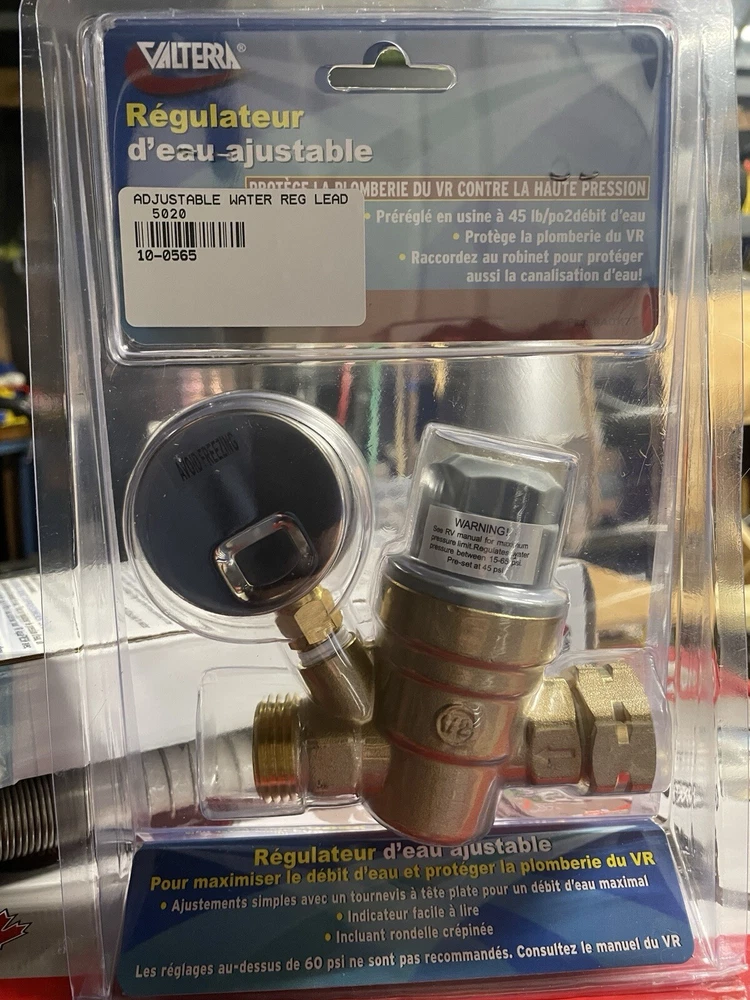 VALTERRA®
Régulateur
d'eau ajustable
PROTÈGE LA PLOMBERIE DU VR CONTRE LA HAUTE PRESSION
ADJUSTABLE WATER REG LEAD
5020
10-0565
• Préréglé en usine à 45 lb/po2débit d'eau
• Protège la plomberie du VR
• Raccordez au robinet pour protéger
aussi la canalisation d'eau!
AVOID FREEZING
WARNING!
See RV manual for maximum
pressure limit. Regulates water
pressure between 15-65 psi.
Pre-set at 45 psi
Régulateur d'eau ajustable
Pour maximiser le débit d'eau et protéger la plomberie du VR
• Ajustements simples avec un tournevis à tête plate pour un débit d'eau maximal
• Indicateur facile à lire
• Incluant rondelle crépinée
Les réglages au-dessus de 60 psi ne sont pas recommandés. Consultez le manuel du VR